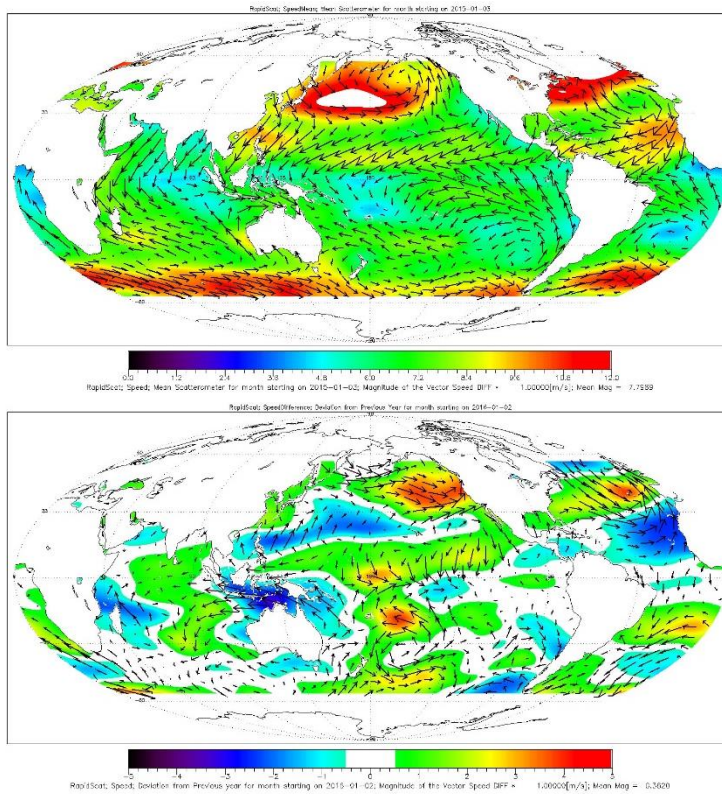 RapidScat; SpeedMean; Mean Scatterometer for month starting on 2015-01-03
0.0 1.2 2.4 3.6 4.8 6.0 7.2 8.4 9.6 10.8 12.0
RapidScat; Speed; Mean Scatterometer for month starting on 2015-01-03; Magnitude of the Vector Speed DIFF * 1.00000[m/s]; Mean Mag = 7.7989
RapidScat; SpeedDifference; Deviation from Previous Year for month starting on 2016-01-02
-5 -4 -3 -2 -1 0 1 2 3 4 5
RapidScat; Speed; Deviation from Previous year for month starting on 2016-01-02; Magnitude of the Vector Speed DIFF * 1.00000[m/s]; Mean Mag = 0.3620